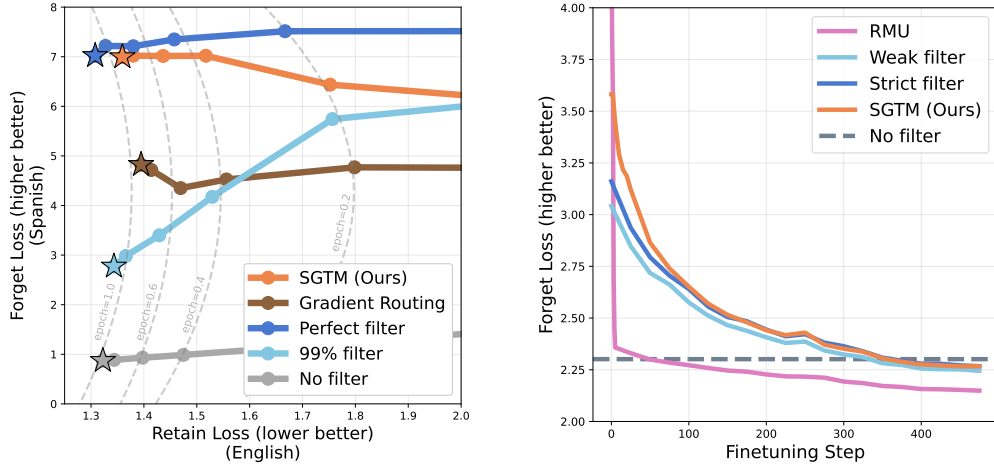 8
7
6
5
4
3
2
1
0
Forget Loss (higher better)
(Spanish)
epoch=1.0
epoch=0.6
epoch=0.4
epoch=0.2
SGTM (Ours)
Gradient Routing
Perfect filter
99% filter
No filter
1.3 1.4 1.5 1.6 1.7 1.8 1.9 2.0
Retain Loss (lower better)
(English)
4.00
3.75
3.50
3.25
3.00
2.75
2.50
2.25
2.00
Forget Loss (higher better)
RMU
Weak filter
Strict filter
SGTM (Ours)
No filter
0 100 200 300 400
Finetuning Step